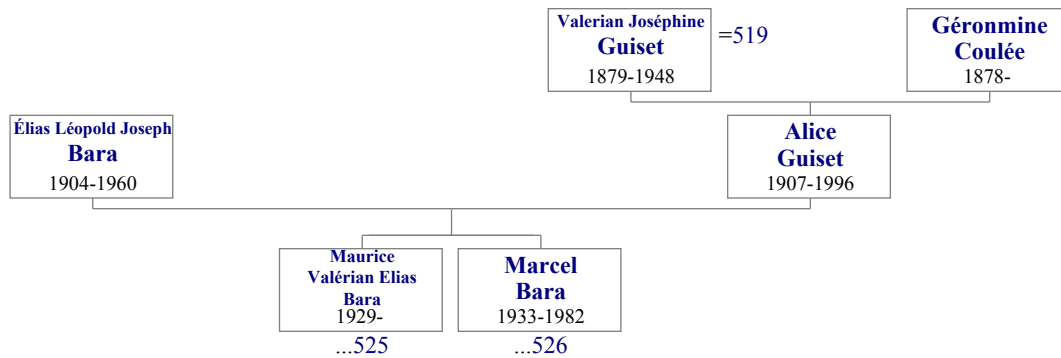 Valerian Joséphine
Guiset
1879-1948
=519
Géronmine
Coulée
1878-
Élias Léopold Joseph
Bara
1904-1960
Alice
Guiset
1907-1996
Maurice
Valérian Elias
Bara
1929-
...525
Marcel
Bara
1933-1982
...526